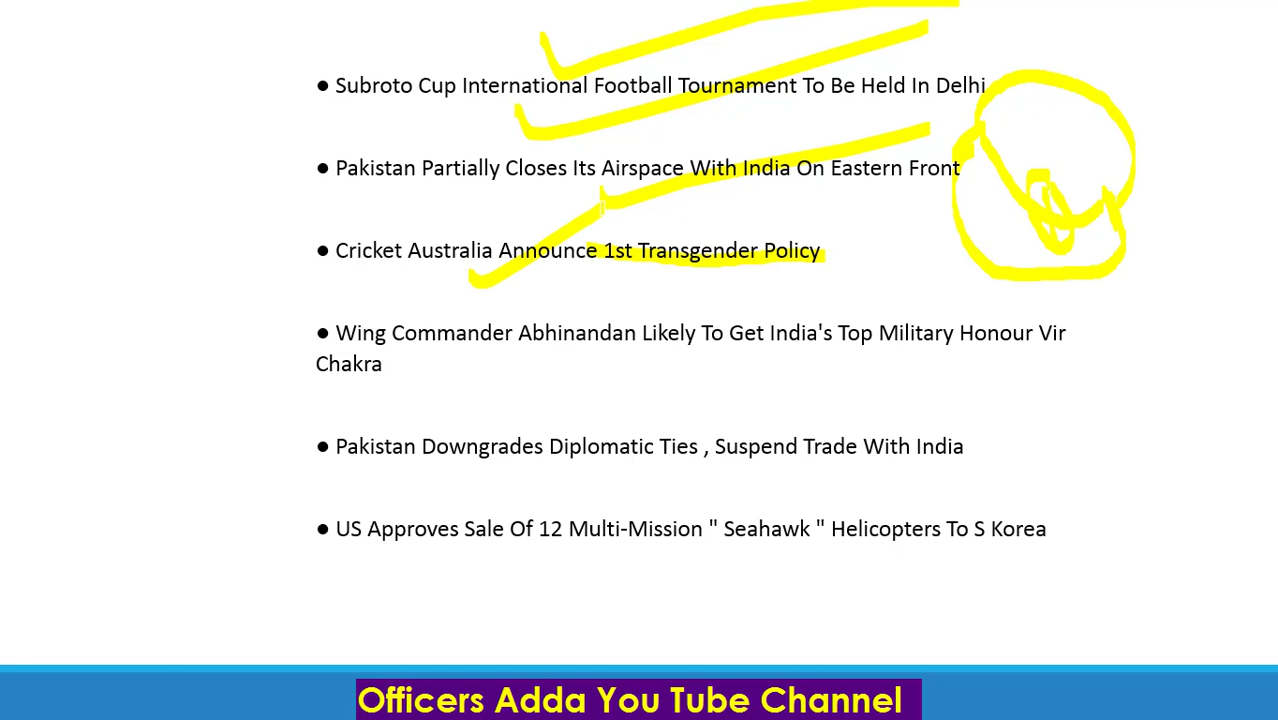 ● Subroto Cup International Football Tournament To Be Held In Delhi
● Pakistan Partially Closes Its Airspace With India On Eastern Front
● Cricket Australia Announce 1st Transgender Policy
● Wing Commander Abhinandan Likely To Get India's Top Military Honour Vir
Chakra
● Pakistan Downgrades Diplomatic Ties , Suspend Trade With India
● US Approves Sale Of 12 Multi-Mission " Seahawk " Helicopters To S Korea
Officers Adda You Tube Channel